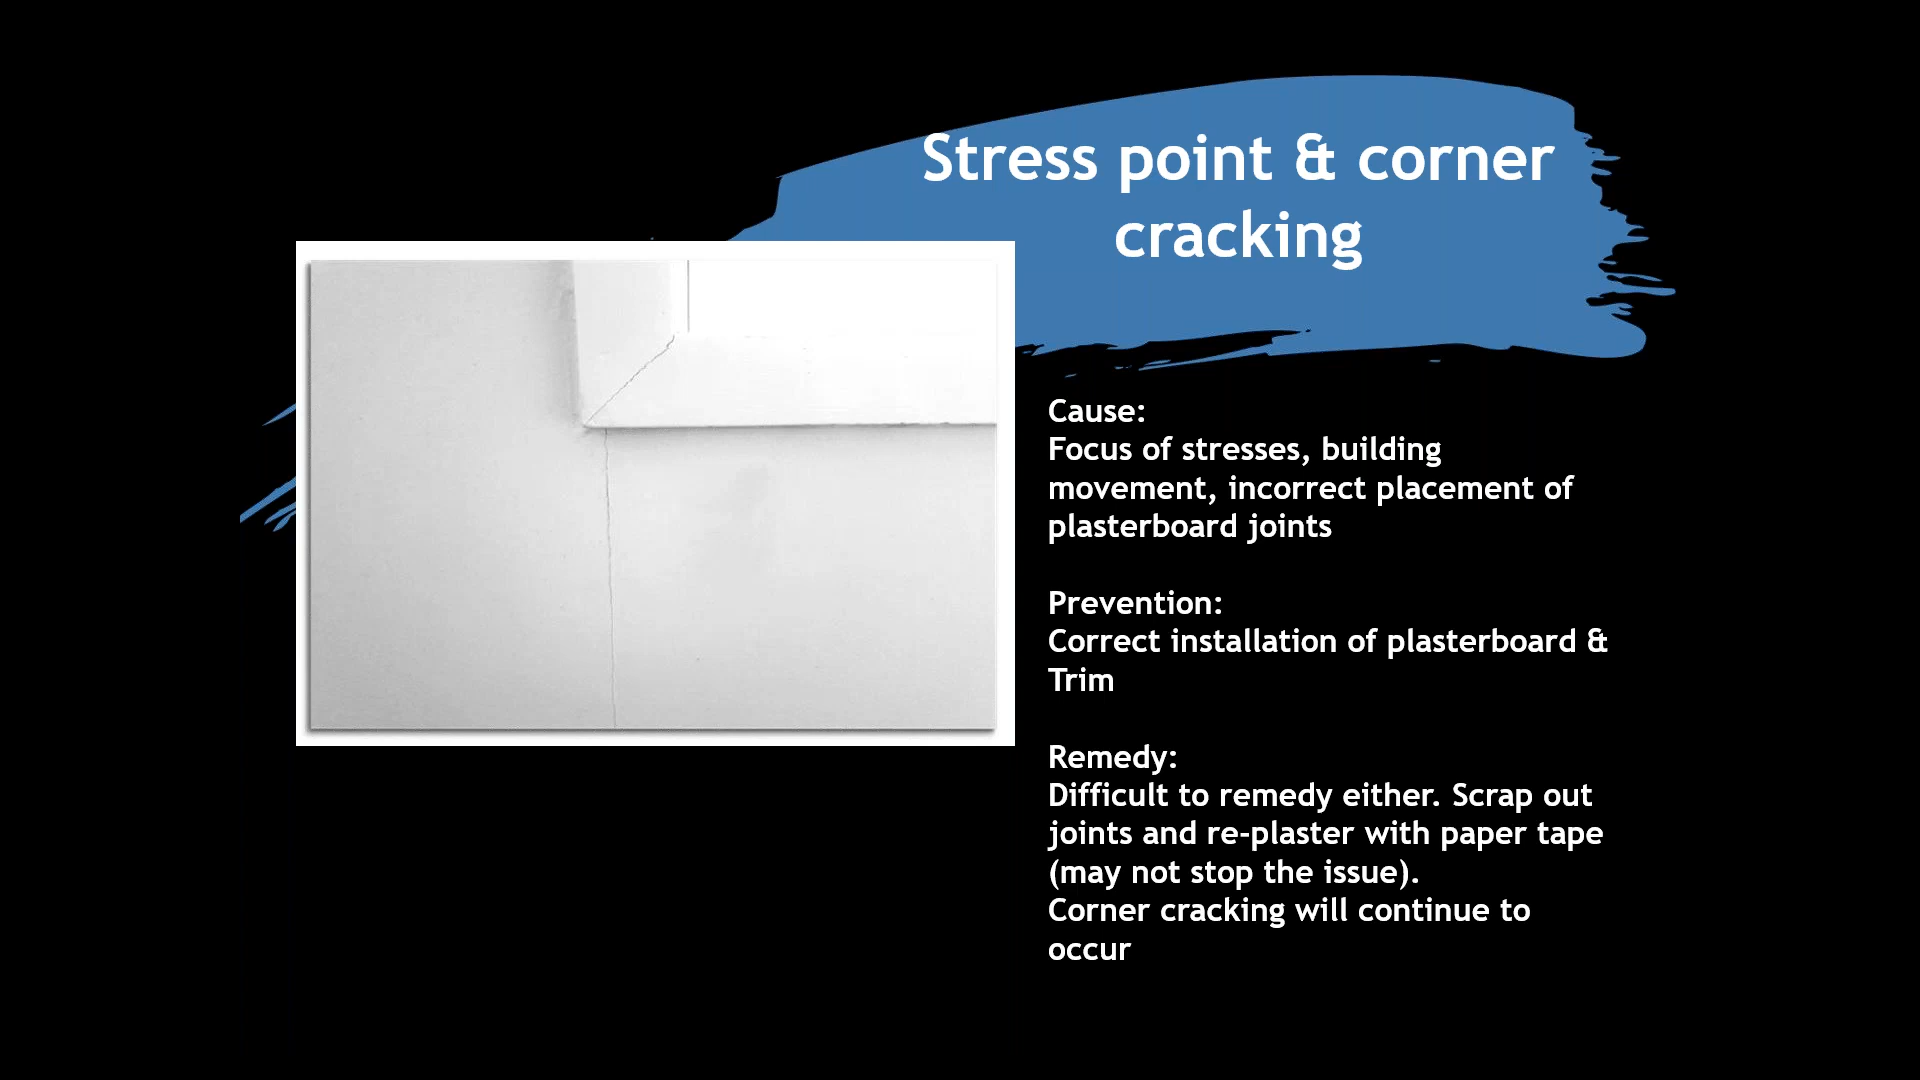 Stress point & corner
cracking
Cause:
Focus of stresses, building
movement, incorrect placement of
plasterboard joints
Prevention:
Correct installation of plasterboard &
Trim
Remedy:
Difficult to remedy either. Scrap out
joints and re-plaster with paper tape
(may not stop the issue).
Corner cracking will continue to
occur